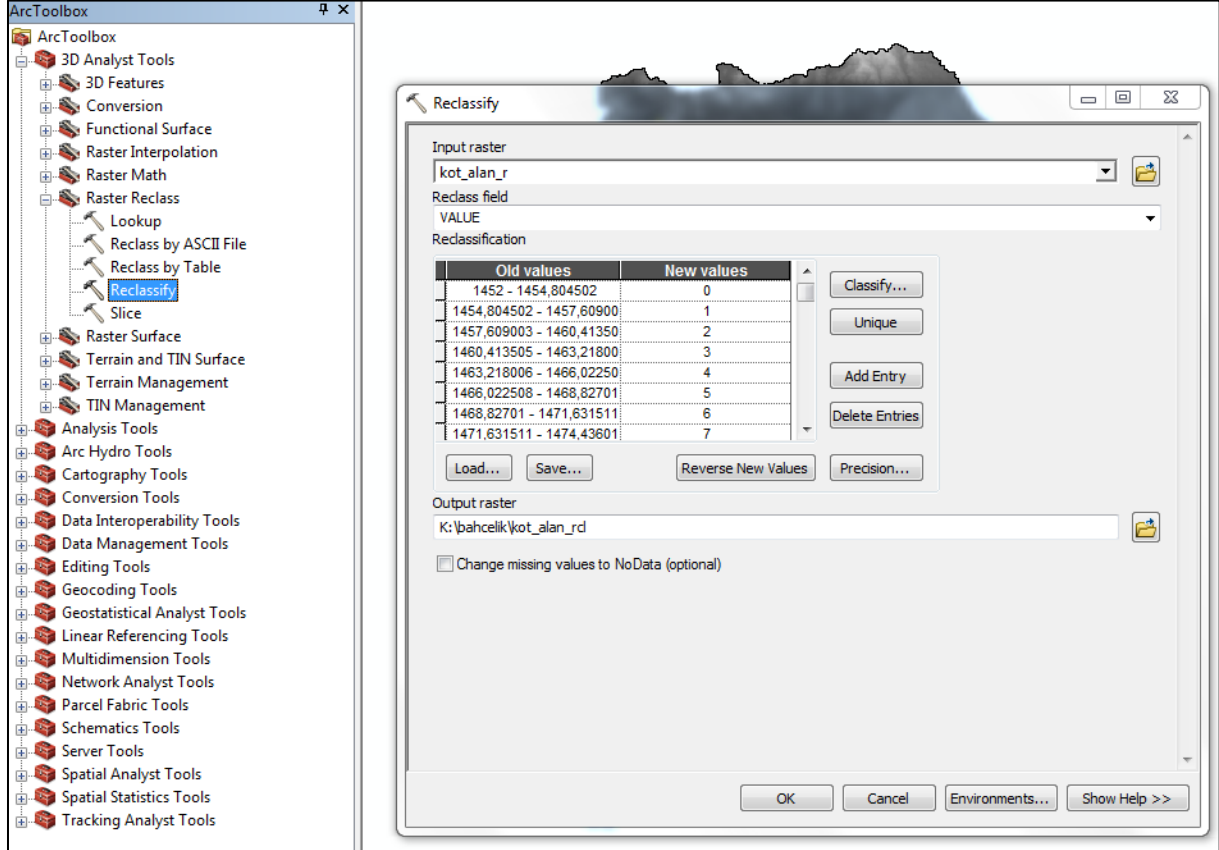 ArcToolbox
ArcToolbox
3D Analyst Tools
3D Features
Conversion
Functional Surface
Raster Interpolation
Raster Math
Raster Reclass
Lookup
Reclass by ASCII File
Reclass by Table
Reclassify
Slice
Raster Surface
Terrain and TIN Surface
Terrain Management
TIN Management
Analysis Tools
Arc Hydro Tools
Cartography Tools
Conversion Tools
Data Interoperability Tools
Data Management Tools
Editing Tools
Geocoding Tools
Geostatistical Analyst Tools
Linear Referencing Tools
Multidimension Tools
Network Analyst Tools
Parcel Fabric Tools
Schematics Tools
Server Tools
Spatial Analyst Tools
Spatial Statistics Tools
Tracking Analyst Tools
Reclassify
Input raster
kot_alan_r
Reclass field
VALUE
Reclassification
Old values New values
1452 - 1454,804502 0
1454,804502 - 1457,60900 1
1457,609003 - 1460,41350 2
1460,413505 - 1463,21800 3
1463,218006 - 1466,02250 4
1466,022508 - 1468,82701 5
1468,82701 - 1471,631511 6
1471,631511 - 1474,43601 7
Classify...
Unique
Add Entry
Delete Entries
Load... Save... Reverse New Values Precision...
Output raster
K:\bahcelik\kot_alan_rcl
Change missing values to NoData (optional)
OK Cancel Environments... Show Help >>